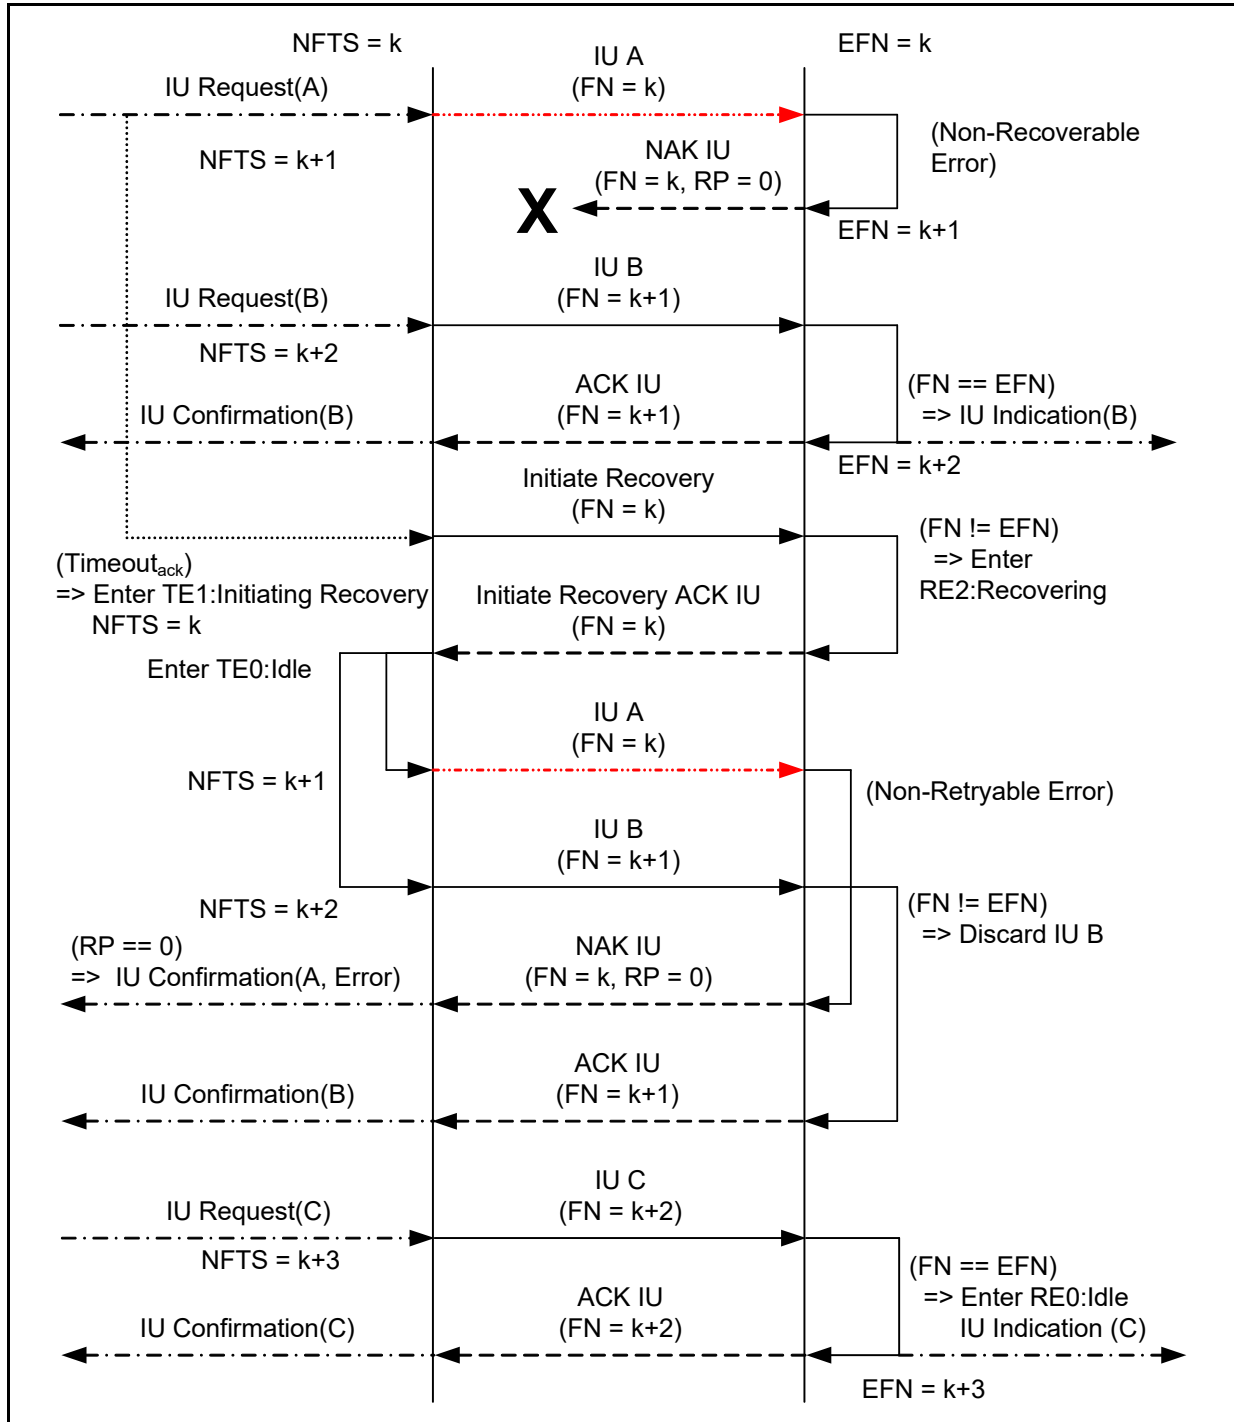 NFTS = k
EFN = k
IU A
(FN = k)
IU Request(A)
NFTS = k+1
(Non-Recoverable
Error)
NAK IU
(FN = k, RP = 0)
X
EFN = k+1
IU B
(FN = k+1)
IU Request(B)
NFTS = k+2
ACK IU
(FN = k+1)
(FN == EFN)
=> IU Indication(B)
IU Confirmation(B)
EFN = k+2
Initiate Recovery
(FN = k)
(FN != EFN)
=> Enter
RE2:Recovering
(Timeoutack)
=> Enter TE1:Initiating Recovery
NFTS = k
Initiate Recovery ACK IU
(FN = k)
Enter TE0:Idle
IU A
(FN = k)
NFTS = k+1
(Non-Retryable Error)
IU B
(FN = k+1)
NFTS = k+2
(FN != EFN)
=> Discard IU B
(RP == 0)
=> IU Confirmation(A, Error)
NAK IU
(FN = k, RP = 0)
ACK IU
(FN = k+1)
IU Confirmation(B)
IU C
(FN = k+2)
IU Request(C)
NFTS = k+3
(FN == EFN)
=> Enter RE0:Idle
IU Indication (C)
ACK IU
(FN = k+2)
IU Confirmation(C)
EFN = k+3